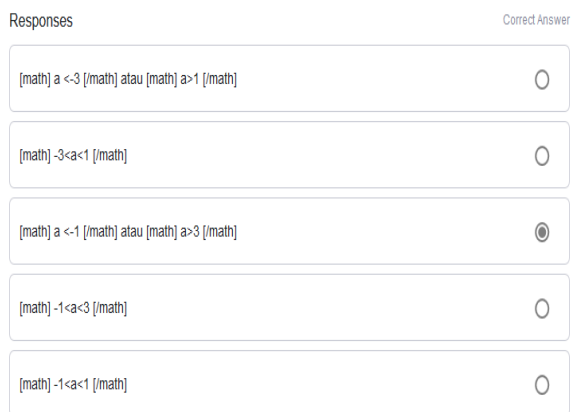 Responses Correct Answer
[math] a <-3 [/math] atau [math] a>1 [/math]
[math] -3<a<1 [/math]
[math] a <-1 [/math] atau [math] a>3 [/math]
[math] -1<a<3 [/math]
[math] -1<a<1 [/math]